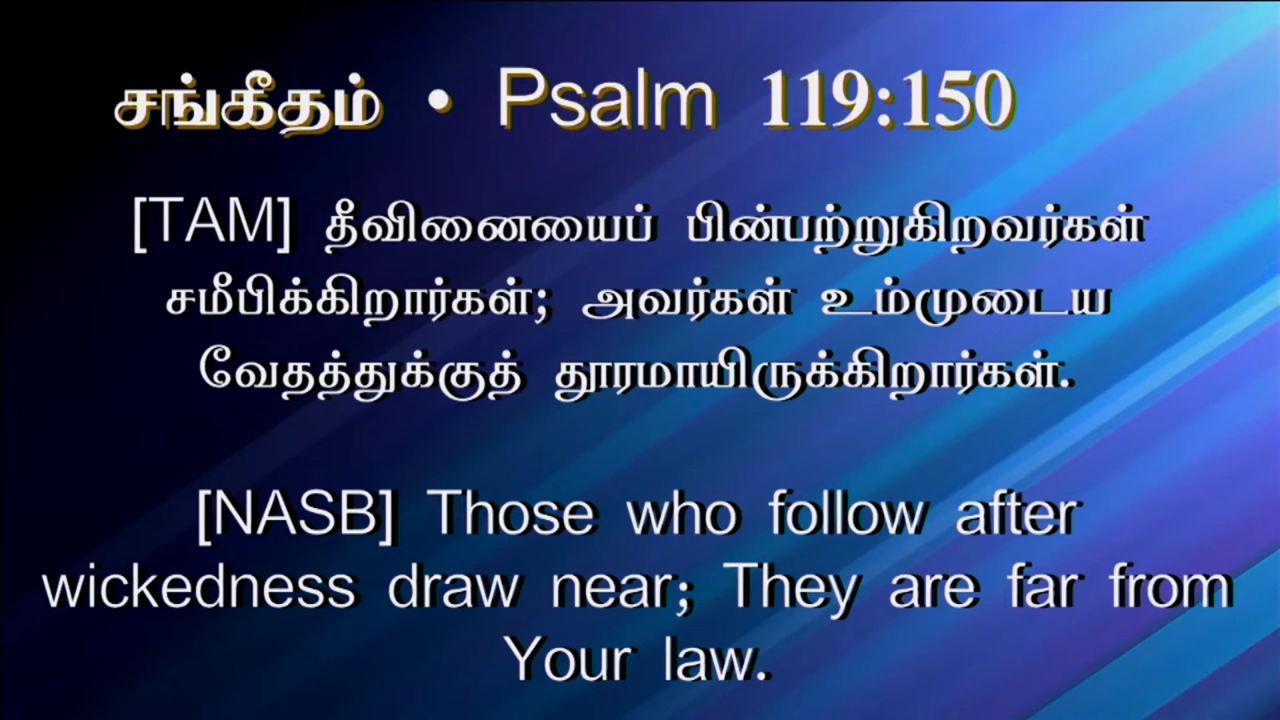 சங்கீதம் • Psalm 119:150
[TAM] தீவினையைப் பின்பற்றுகிறவர்கள்
சமீபிக்கிறார்கள்; அவர்கள் உம்முடைய
வேதத்துக்குத் தூரமாயிருக்கிறார்கள்.
[NASB] Those who follow after
wickedness draw near; They are far from
Your law.